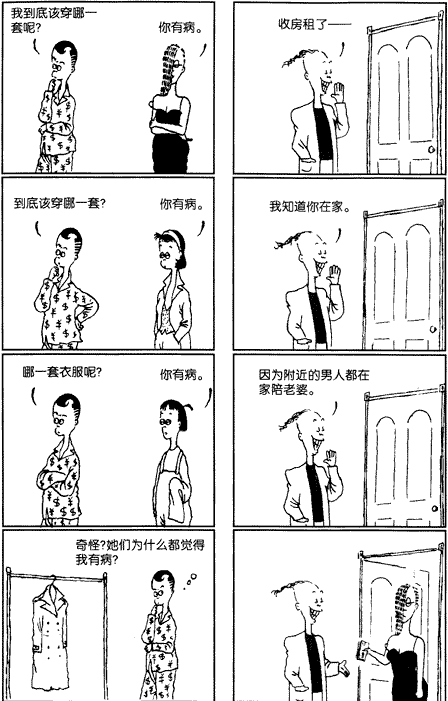 我到底该穿哪一
套呢?
你有病。
到底该穿哪一套?
你有病。
哪一套衣服呢?
你有病。
奇怪?她们为什么都觉得
我有病?
收房租了——
我知道你在家。
因为附近的男人都在
家陪老婆。